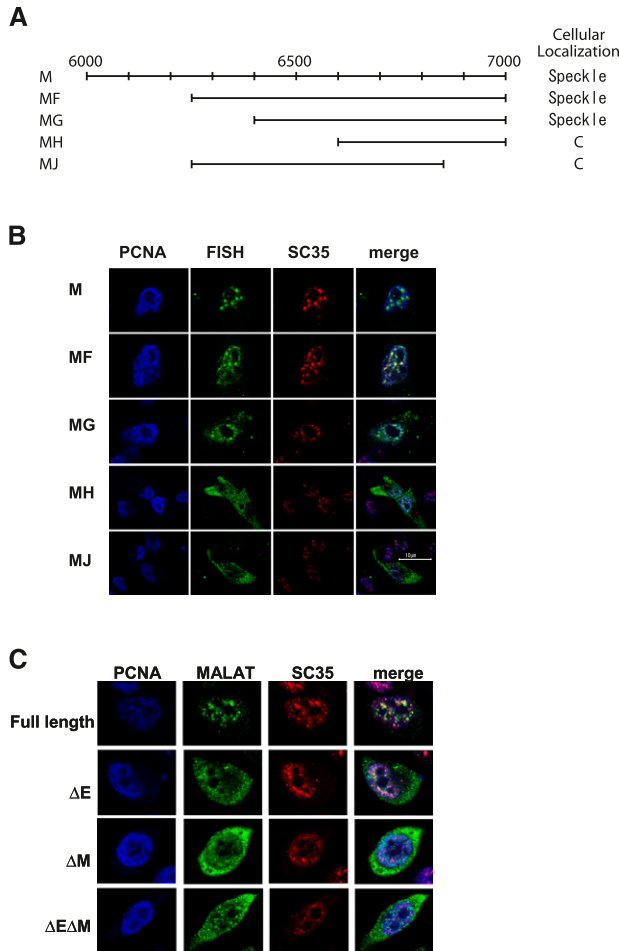 A
Cellular
Localization
6000 6500 7000
M Speckle
MF Speckle
MG Speckle
MH C
MJ C
B
PCNA FISH SC35 merge
M
MF
MG
MH
MJ
10μm
C
PCNA MALAT SC35 merge
Full length
ΔE
ΔM
ΔEΔM